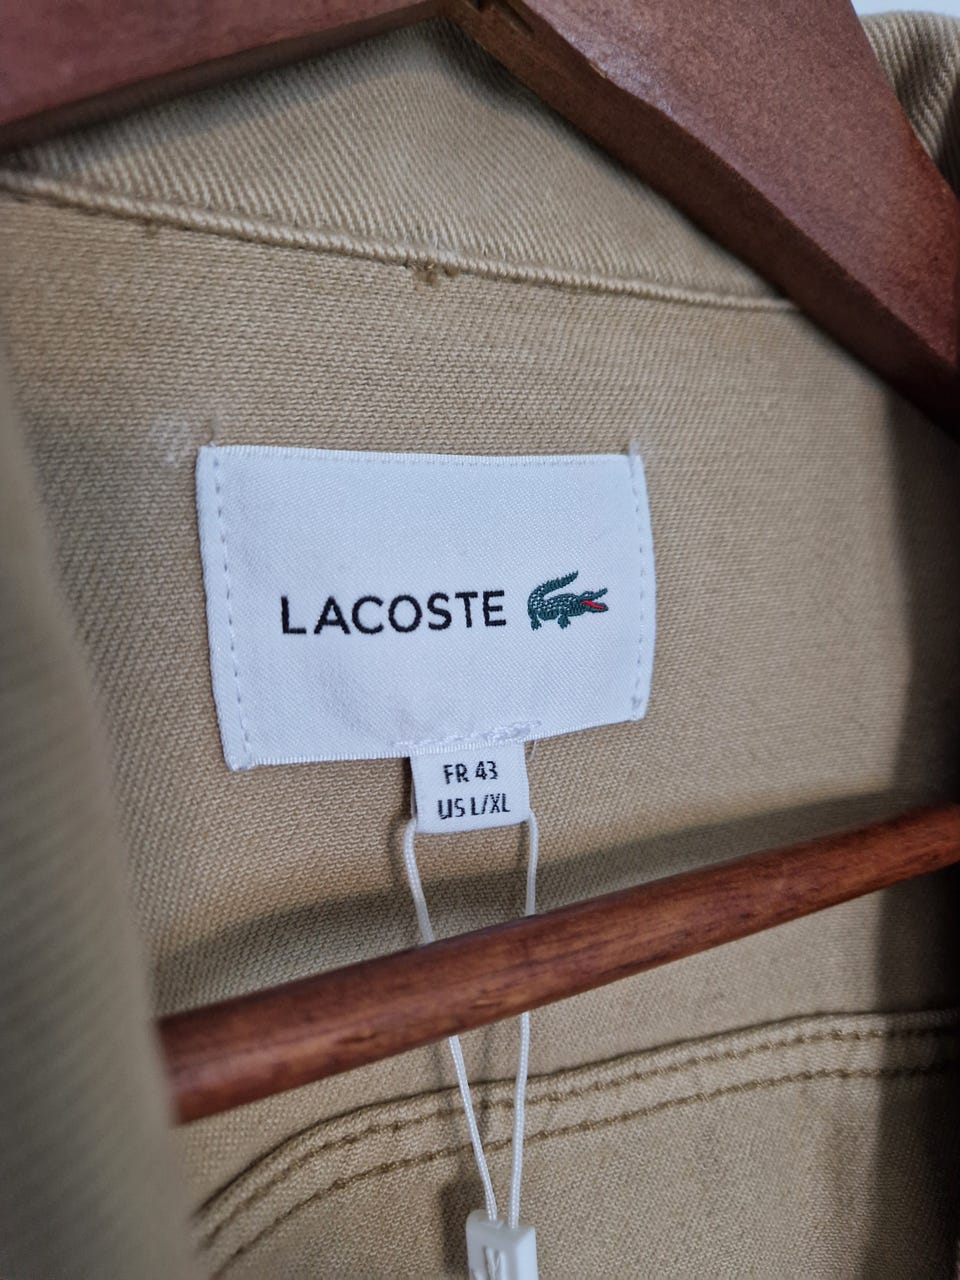 LACOSTE
FR 43
US L/XL